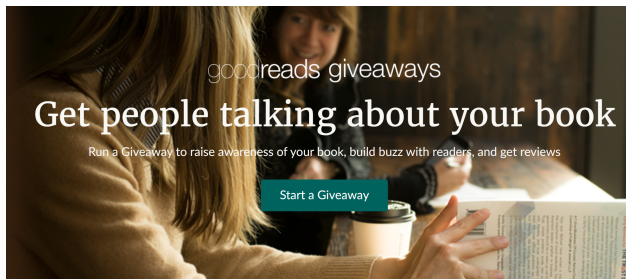 goodreads giveaways
Get people talking about your book
Run a Giveaway to raise awareness of your book, build buzz with readers, and get reviews
Start a Giveaway